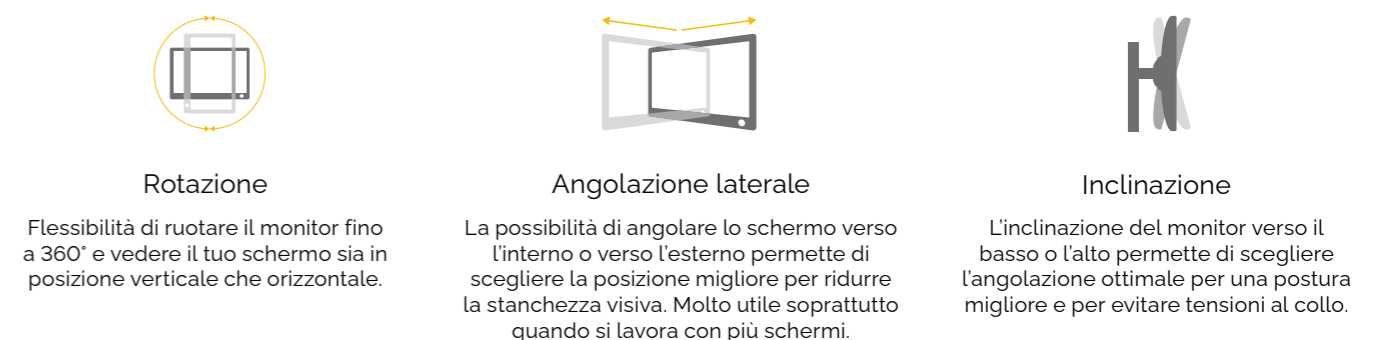 Rotazione
Flessibilità di ruotare il monitor fino
a 360° e vedere il tuo schermo sia in
posizione verticale che orizzontale.
Angolazione laterale
La possibilità di angolare lo schermo verso
l'interno o verso l'esterno permette di
scegliere la posizione migliore per ridurre
la stanchezza visiva. Molto utile soprattutto
quando si lavora con più schermi.
Inclinazione
L'inclinazione del monitor verso il
basso o l'alto permette di scegliere
l'angolazione ottimale per una postura
migliore e per evitare tensioni al collo.